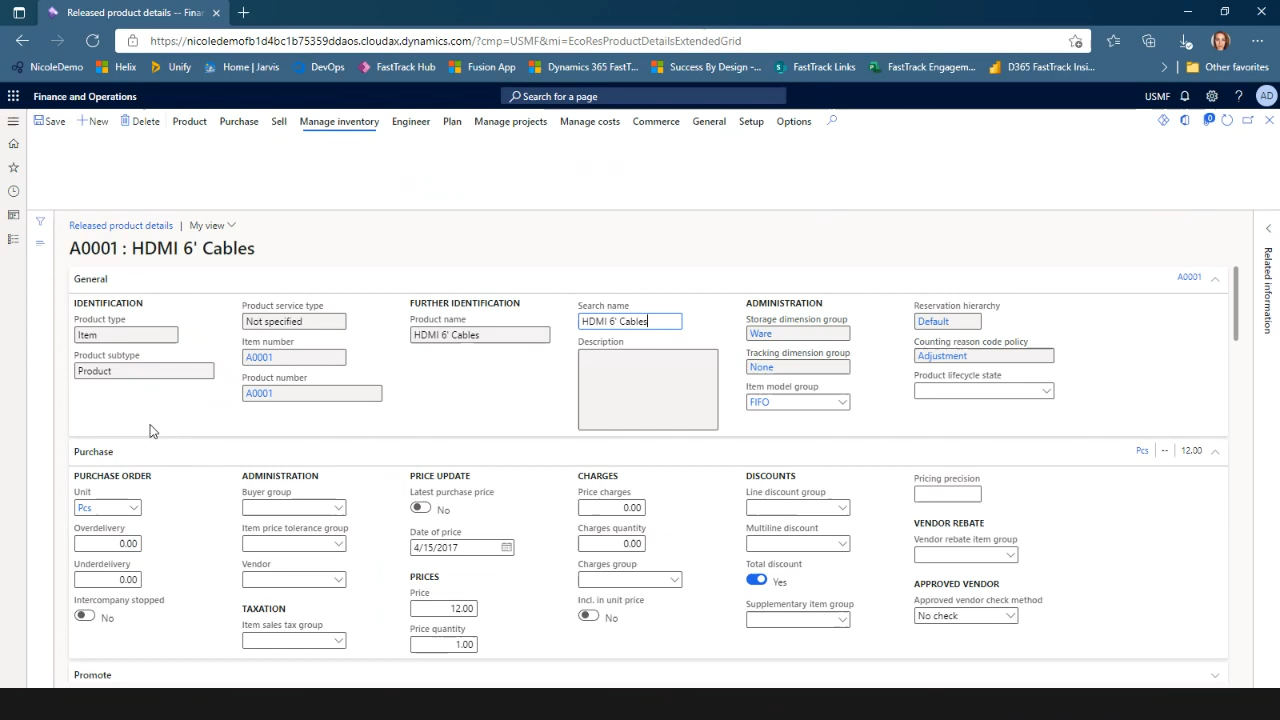 Released product details -- Finan
https://nicoledemofb1d4bc1b75359ddaos.cloudax.dynamics.com/?cmp=USMF&mi=EcoResProductDetailsExtendedGrid
NicoleDemo Helix Unify Home | Jarvis DevOps FastTrack Hub Fusion App Dynamics 365 FastT... Success By Design -... FastTrack Links FastTrack Engagem... D365 FastTrack Insi... Other favorites
Finance and Operations Search for a page USMF ? AD
Save New Delete Product Purchase Sell Manage inventory Engineer Plan Manage projects Manage costs Commerce General Setup Options 0
Released product details | My view
A0001 : HDMI 6' Cables
Related information
General A0001
IDENTIFICATION
Product type
Item
Product subtype
Product
Product service type
Not specified
Item number
A0001
Product number
A0001
FURTHER IDENTIFICATION
Product name
HDMI 6' Cables
Search name
HDMI 6' Cables
Description
ADMINISTRATION
Storage dimension group
Ware
Tracking dimension group
None
Item model group
FIFO
Reservation hierarchy
Default
Counting reason code policy
Adjustment
Product lifecycle state
Purchase Pcs -- 12.00
PURCHASE ORDER
Unit
Pcs
Overdelivery
0.00
Underdelivery
0.00
Intercompany stopped
No
ADMINISTRATION
Buyer group
Item price tolerance group
Vendor
TAXATION
Item sales tax group
PRICE UPDATE
Latest purchase price
No
Date of price
4/15/2017
PRICES
Price
12.00
Price quantity
1.00
CHARGES
Price charges
0.00
Charges quantity
0.00
Charges group
Incl. in unit price
No
DISCOUNTS
Line discount group
Multiline discount
Total discount
Yes
Supplementary item group
Pricing precision
VENDOR REBATE
Vendor rebate item group
APPROVED VENDOR
Approved vendor check method
No check
Promote